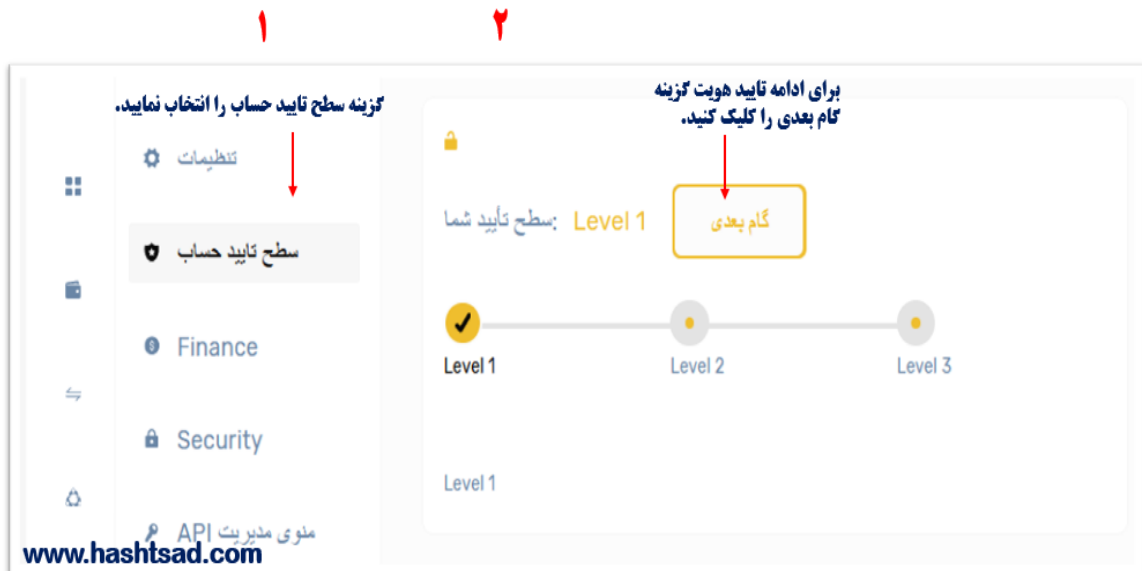 ۱
۲
گزینه سطح تایید حساب را انتخاب نمایید.
تنظیمات
سطح تایید حساب
Finance
Security
منوی مدیریت API
برای ادامه تایید هویت گزینه
گام بعدی را کلیک کنید.
سطح تأیید شما: Level 1
گام بعدی
Level 1
Level 2
Level 3
Level 1
www.hashtsad.com